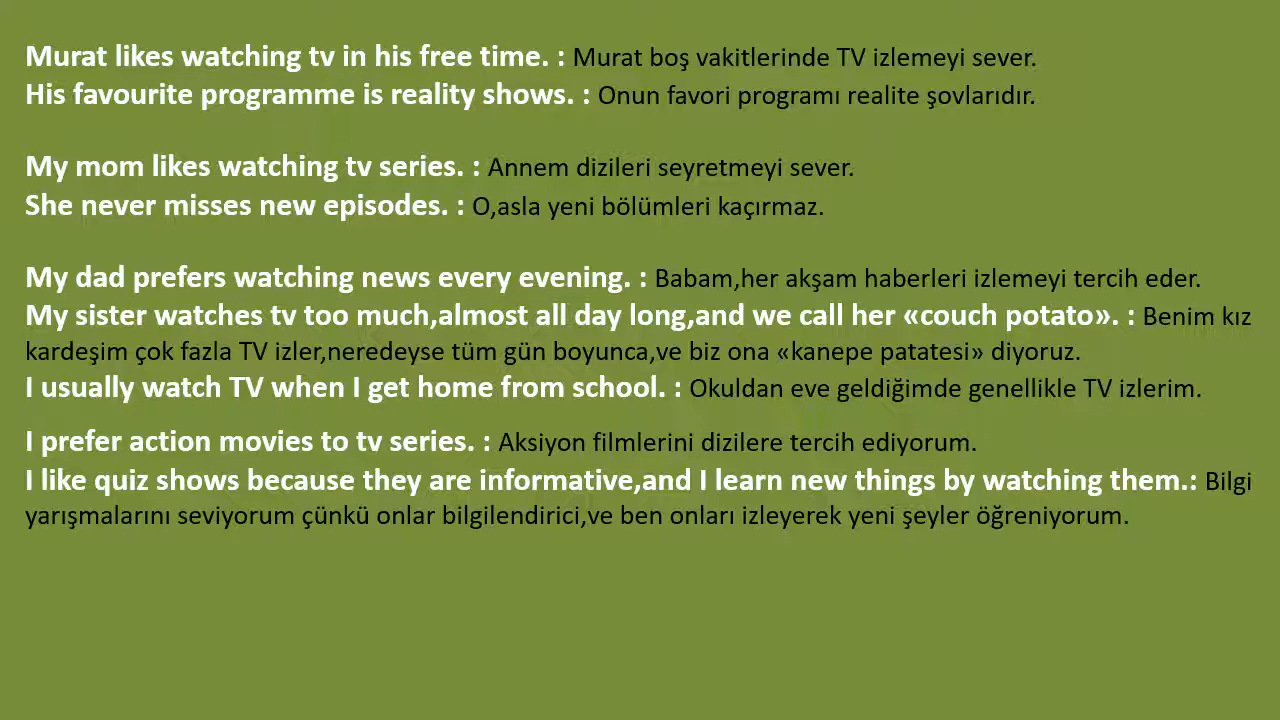 Murat likes watching tv in his free time. : Murat boş vakitlerinde TV izlemeyi sever.
His favourite programme is reality shows. : Onun favori programı realite şovlarıdır.
My mom likes watching tv series. : Annem dizileri seyretmeyi sever.
She never misses new episodes. : O,asla yeni bölümleri kaçırmaz.
My dad prefers watching news every evening. : Babam,her akşam haberleri izlemeyi tercih eder.
My sister watches tv too much,almost all day long,and we call her «couch potato». : Benim kız
kardeşim çok fazla TV izler,neredeyse tüm gün boyunca,ve biz ona «kanepe patatesi» diyoruz.
I usually watch TV when I get home from school. : Okuldan eve geldiğimde genellikle TV izlerim.
I prefer action movies to tv series. : Aksiyon filmlerini dizilere tercih ediyorum.
I like quiz shows because they are informative,and I learn new things by watching them.: Bilgi
yarışmalarını seviyorum çünkü onlar bilgilendirici,ve ben onları izleyerek yeni şeyler öğreniyorum.